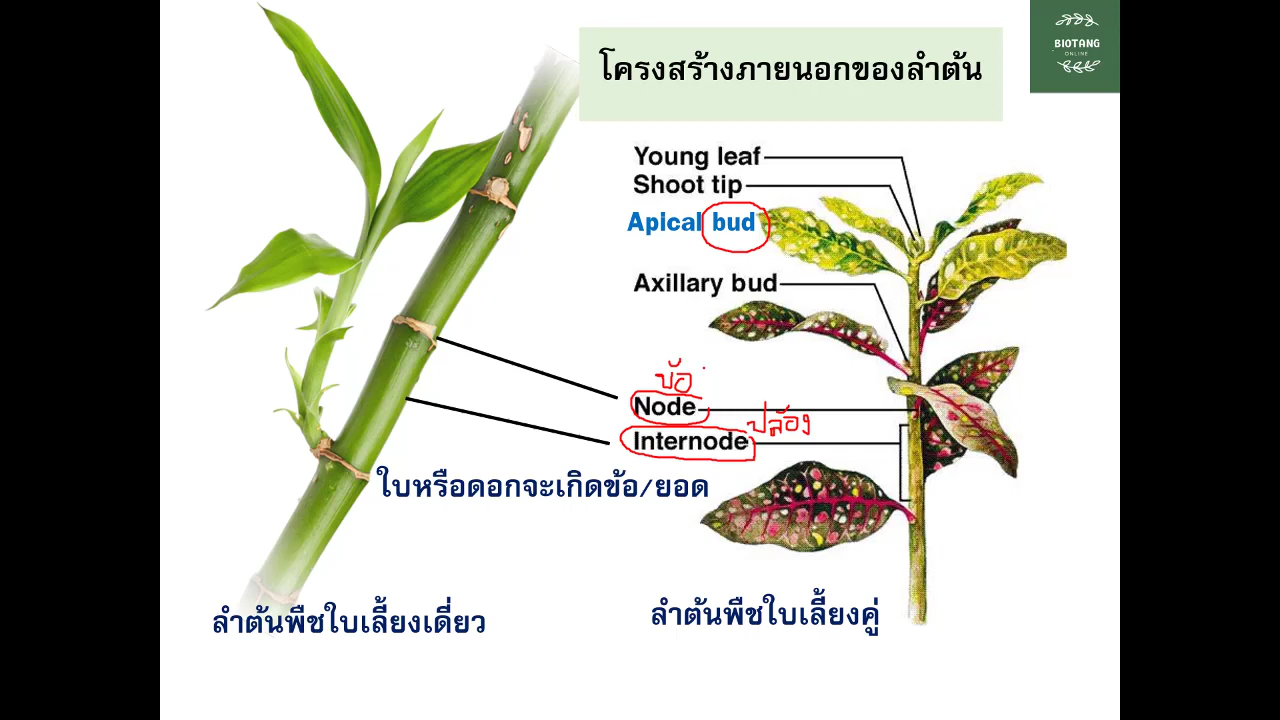 โครงสร้างภายนอกของลำต้น
BIOTANG
ONLINE
Young leaf
Shoot tip
Apical bud
Axillary bud
ข้อ
Node
ปล้อง
Internode
ใบหรือดอกจะเกิดข้อ/ยอด
ลำต้นพืชใบเลี้ยงเดี่ยว
ลำต้นพืชใบเลี้ยงคู่